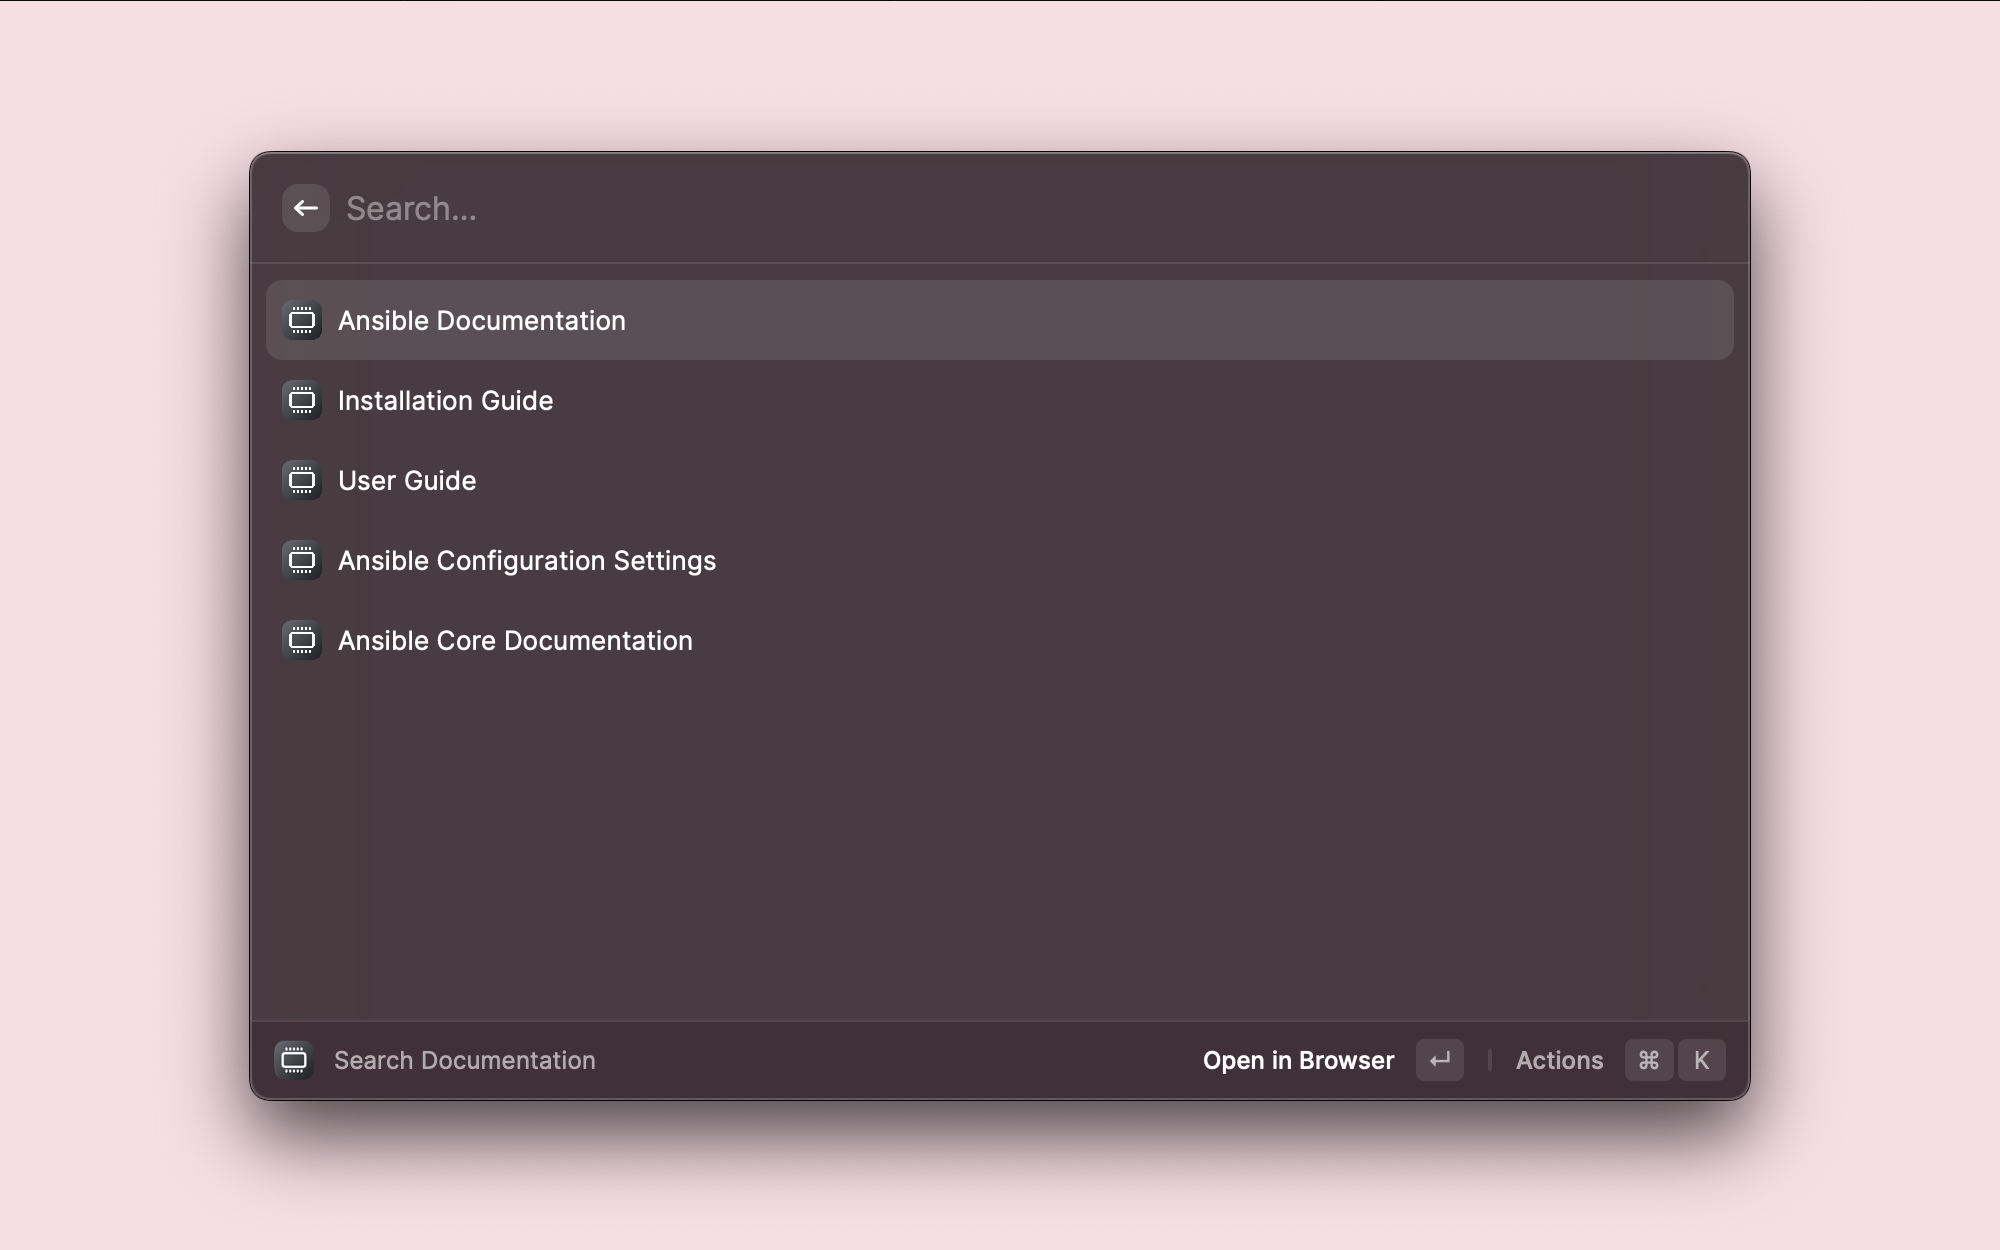 Search...
Ansible Documentation
Installation Guide
User Guide
Ansible Configuration Settings
Ansible Core Documentation
Search Documentation Open in Browser ↵ Actions ⌘ K